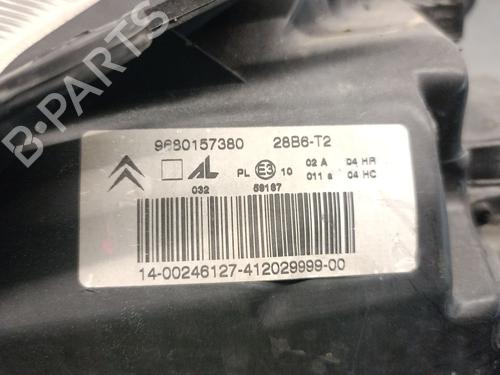 B-PARTS
9680157380 28B6-T2
AL PL E3 10 02 A 04 HR
011 a 04 HC
032 59187
14-00246127-412029999-00